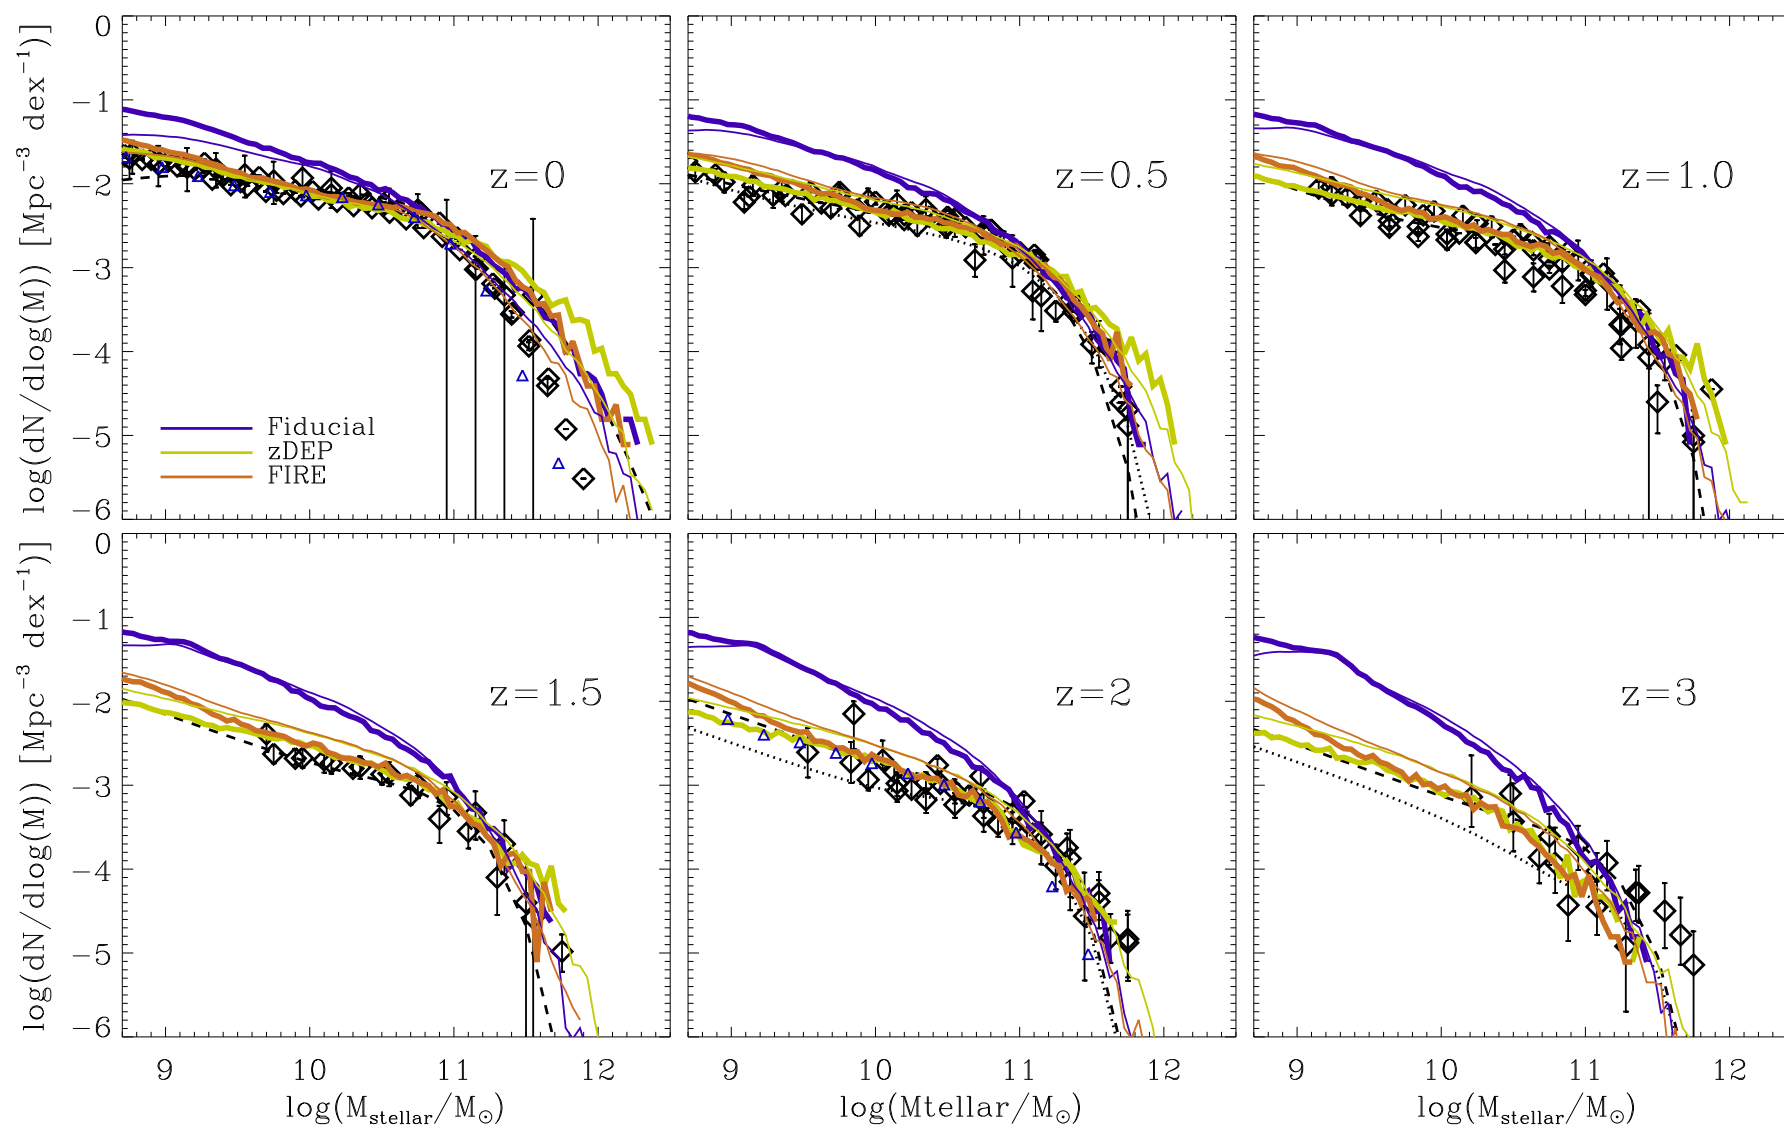 0
−1
−2
−3
−4
−5
−6
log(dN/dlog(M)) [Mpc⁻³ dex⁻¹]
z=0
Fiducial
zDEP
FIRE
z=0.5
z=1.0
0
−1
−2
−3
−4
−5
−6
log(dN/dlog(M)) [Mpc⁻³ dex⁻¹]
z=1.5
z=2
z=3
9 10 11 12
9 10 11 12
9 10 11 12
log(M_stellar/M_⊙)
log(Mtellar/M_⊙)
log(M_stellar/M_⊙)